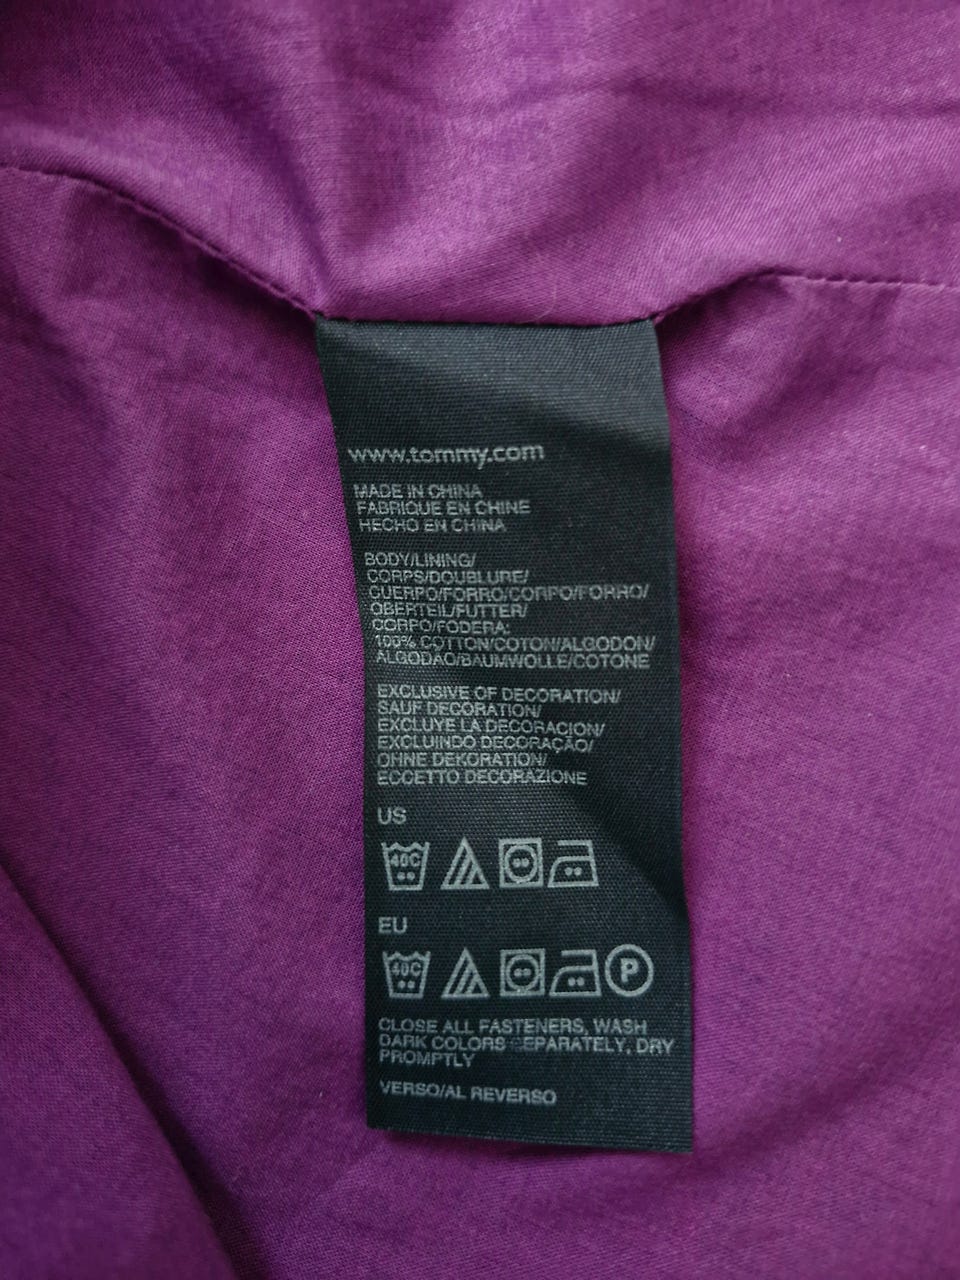 www.tommy.com
MADE IN CHINA
FABRIQUE EN CHINE
HECHO EN CHINA
BODY/LINING/
CORPS/DOUBLURE/
CUERPO/FORRO/CORPO/FORRO/
OBERTEIL/FUTTER/
CORPO/FODERA:
100% COTTON/COTON/ALGODON/
ALGODAO/BAUMWOLLE/COTONE
EXCLUSIVE OF DECORATION/
SAUF DECORATION/
EXCLUYE LA DECORACION/
EXCLUINDO DECORAÇÃO/
OHNE DEKORATION/
ECCETTO DECORAZIONE
US
40C
EU
40C P
CLOSE ALL FASTENERS, WASH
DARK COLORS SEPARATELY, DRY
PROMPTLY
VERSO/AL REVERSO